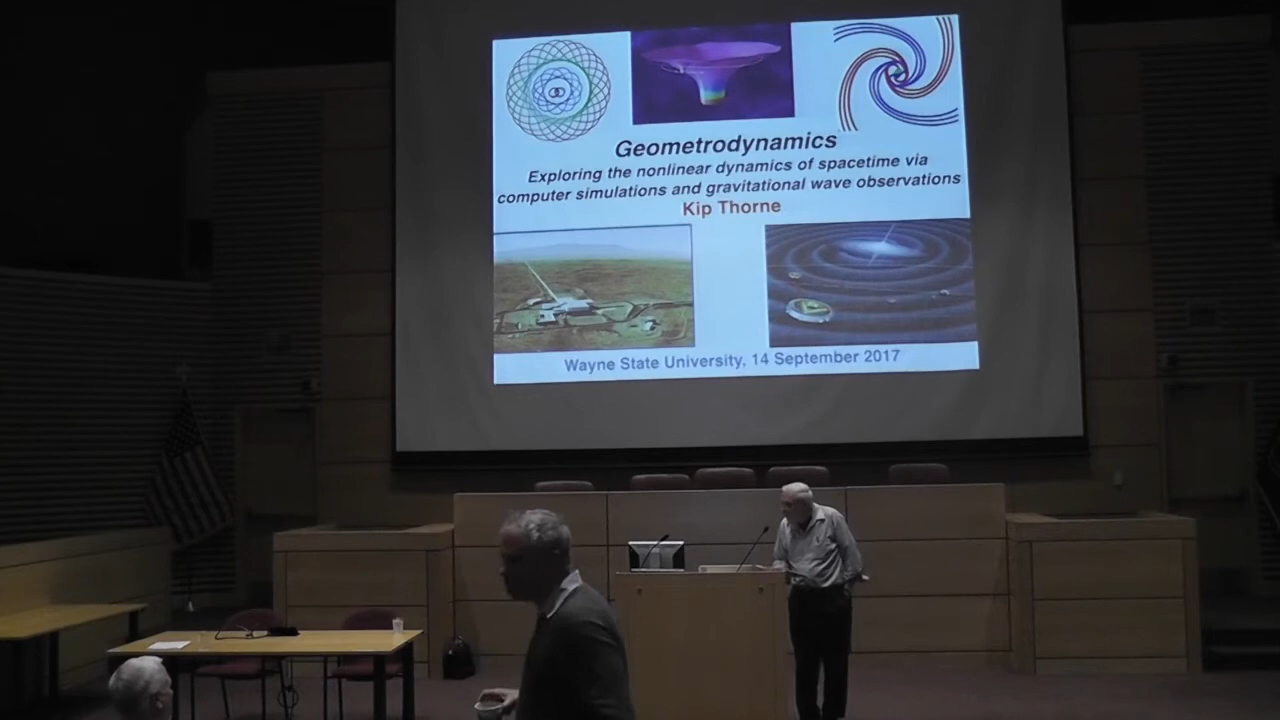 Geometrodynamics
Exploring the nonlinear dynamics of spacetime via
computer simulations and gravitational wave observations
Kip Thorne
Wayne State University, 14 September 2017